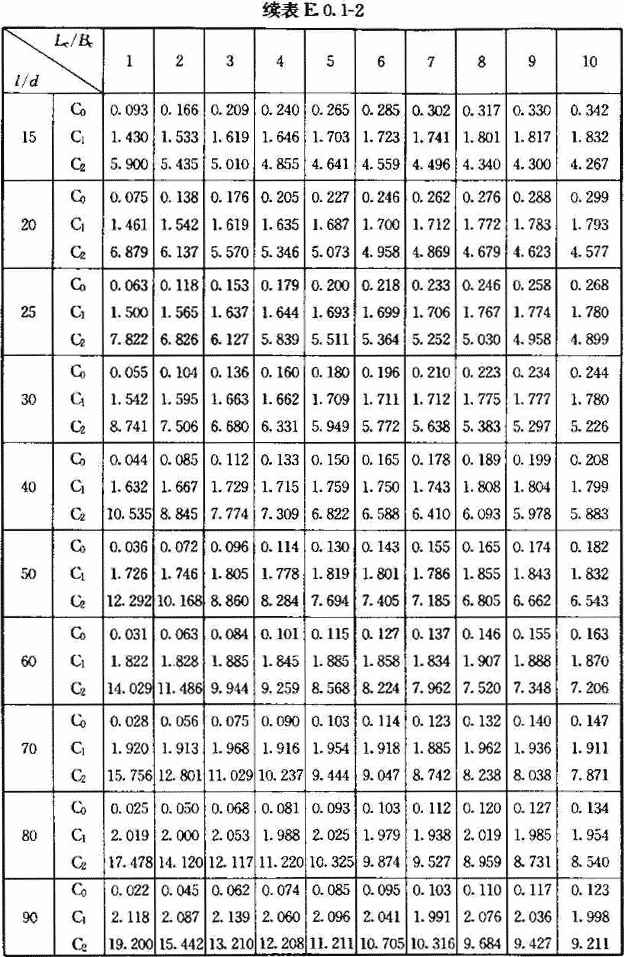 续表 E.0.1-2
Lc/Bc
l/d
1 2 3 4 5 6 7 8 9 10
C₀ 0.093 0.166 0.209 0.240 0.265 0.285 0.302 0.317 0.330 0.342
15 C₁ 1.430 1.533 1.619 1.646 1.703 1.723 1.741 1.801 1.817 1.832
C₂ 5.900 5.435 5.010 4.855 4.641 4.559 4.496 4.340 4.300 4.267
C₀ 0.075 0.138 0.176 0.205 0.227 0.246 0.262 0.276 0.288 0.299
20 C₁ 1.461 1.542 1.619 1.635 1.687 1.700 1.712 1.772 1.783 1.793
C₂ 6.879 6.137 5.570 5.346 5.073 4.958 4.869 4.679 4.623 4.577
C₀ 0.063 0.118 0.153 0.179 0.200 0.218 0.233 0.246 0.258 0.268
25 C₁ 1.500 1.565 1.637 1.644 1.693 1.699 1.706 1.767 1.774 1.780
C₂ 7.822 6.826 6.127 5.839 5.511 5.364 5.252 5.030 4.958 4.899
C₀ 0.055 0.104 0.136 0.160 0.180 0.196 0.210 0.223 0.234 0.244
30 C₁ 1.542 1.595 1.663 1.662 1.709 1.711 1.712 1.775 1.777 1.780
C₂ 8.741 7.506 6.680 6.331 5.949 5.772 5.638 5.383 5.297 5.226
C₀ 0.044 0.085 0.112 0.133 0.150 0.165 0.178 0.189 0.199 0.208
40 C₁ 1.632 1.667 1.729 1.715 1.759 1.750 1.743 1.808 1.804 1.799
C₂ 10.535 8.845 7.774 7.309 6.822 6.588 6.410 6.093 5.978 5.883
C₀ 0.036 0.072 0.096 0.114 0.130 0.143 0.155 0.165 0.174 0.182
50 C₁ 1.726 1.746 1.805 1.778 1.819 1.801 1.786 1.855 1.843 1.832
C₂ 12.292 10.168 8.860 8.284 7.694 7.405 7.185 6.805 6.662 6.543
C₀ 0.031 0.063 0.084 0.101 0.115 0.127 0.137 0.146 0.155 0.163
60 C₁ 1.822 1.828 1.885 1.845 1.885 1.858 1.834 1.907 1.888 1.870
C₂ 14.029 11.486 9.944 9.259 8.568 8.224 7.962 7.520 7.348 7.206
C₀ 0.028 0.056 0.075 0.090 0.103 0.114 0.123 0.132 0.140 0.147
70 C₁ 1.920 1.913 1.968 1.916 1.954 1.918 1.885 1.962 1.936 1.911
C₂ 15.756 12.801 11.029 10.237 9.444 9.047 8.742 8.238 8.038 7.871
C₀ 0.025 0.050 0.068 0.081 0.093 0.103 0.112 0.120 0.127 0.134
80 C₁ 2.019 2.000 2.053 1.988 2.025 1.979 1.938 2.019 1.985 1.954
C₂ 17.478 14.120 12.117 11.220 10.325 9.874 9.527 8.959 8.731 8.540
C₀ 0.022 0.045 0.062 0.074 0.085 0.095 0.103 0.110 0.117 0.123
90 C₁ 2.118 2.087 2.139 2.060 2.096 2.041 1.991 2.076 2.036 1.998
C₂ 19.200 15.442 13.210 12.208 11.211 10.705 10.316 9.684 9.427 9.211